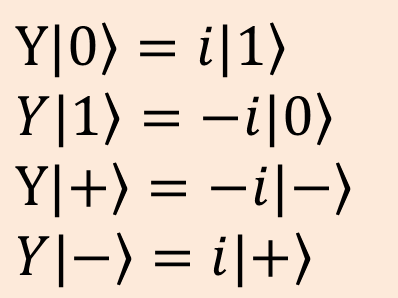 Y|0⟩ = i|1⟩
Y|1⟩ = −i|0⟩
Y|+⟩ = −i|−⟩
Y|−⟩ = i|+⟩